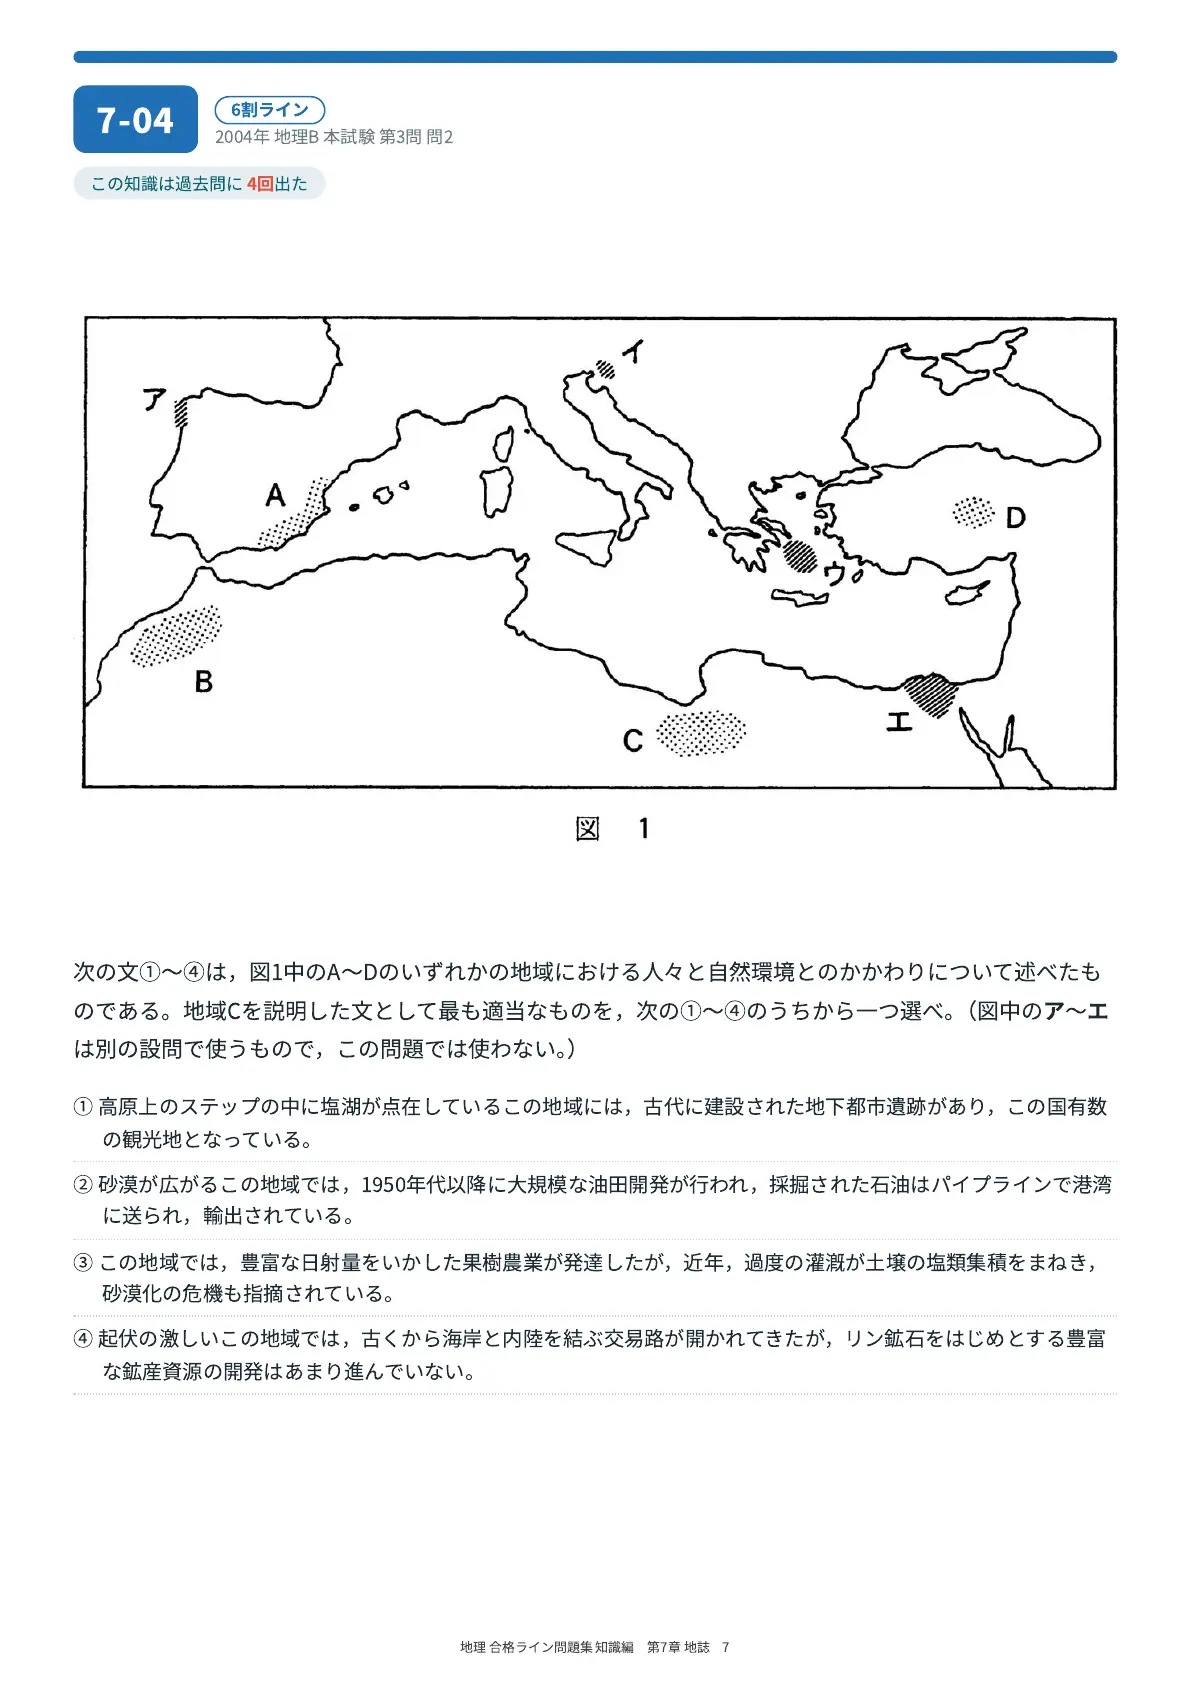 7-04
6割ライン
2004年 地理B 本試験 第3問 問2
この知識は過去問に 4回出た
ア
イ
A
D
ウ
B
C
エ
図 1
次の文①～④は，図1中のA～Dのいずれかの地域における人々と自然環境とのかかわりについて述べたも
のである。地域Cを説明した文として最も適当なものを，次の①～④のうちから一つ選べ。（図中のア～エ
は別の設問で使うもので，この問題では使わない。）
① 高原上のステップの中に塩湖が点在しているこの地域には，古代に建設された地下都市遺跡があり，この国有数
の観光地となっている。
② 砂漠が広がるこの地域では，1950年代以降に大規模な油田開発が行われ，採掘された石油はパイプラインで港湾
に送られ，輸出されている。
③ この地域では，豊富な日射量をいかした果樹農業が発達したが，近年，過度の灌漑が土壌の塩類集積をまねき，
砂漠化の危機も指摘されている。
④ 起伏の激しいこの地域では，古くから海岸と内陸を結ぶ交易路が開かれてきたが，リン鉱石をはじめとする豊富
な鉱産資源の開発はあまり進んでいない。
地理 合格ライン問題集 知識編 第7章 地誌 7